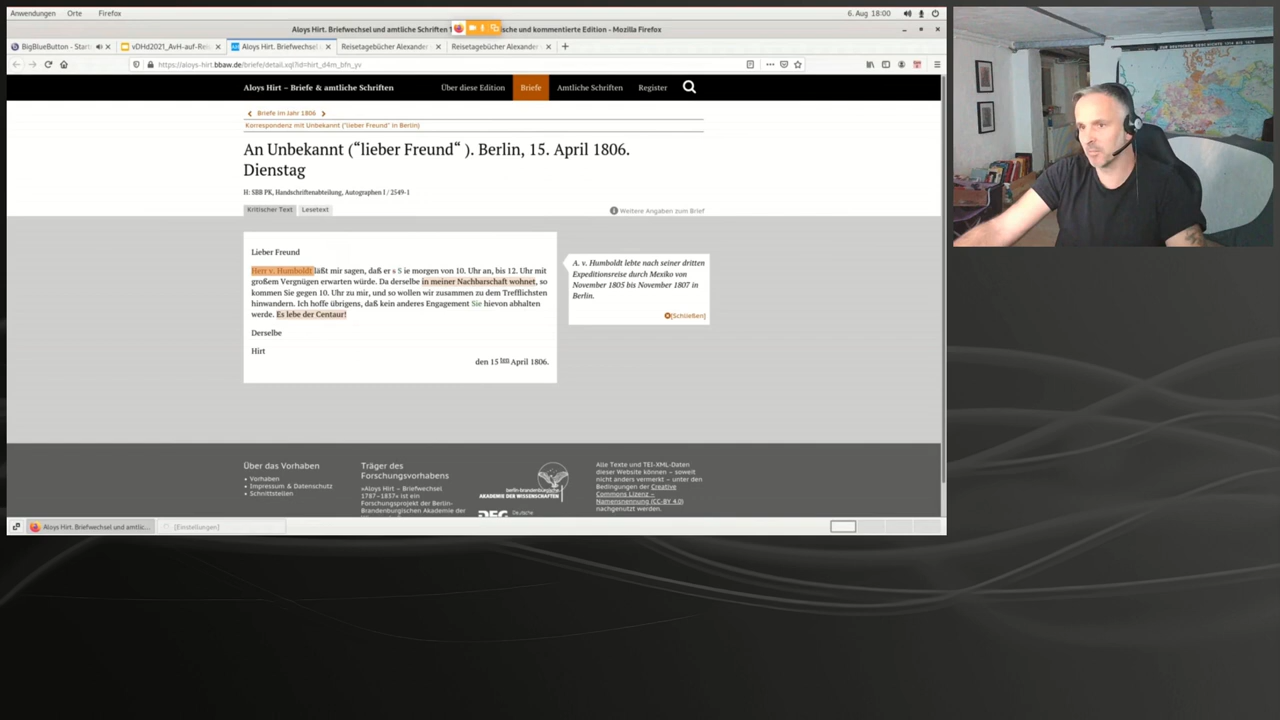 Anwendungen Orte Firefox 6. Aug 18:00
Aloys Hirt. Briefwechsel und amtliche Schriften 1 sche und kommentierte Edition - Mozilla Firefox
BigBlueButton - Start vDHd2021_AvH-auf-Reis Aloys Hirt. Briefwechsel Reisetagebücher Alexander Reisetagebücher Alexander
https://aloys-hirt.bbaw.de/briefe/detail.xql?id=hirt_d4m_bfn_yv
Aloys Hirt – Briefe & amtliche Schriften Über diese Edition Briefe Amtliche Schriften Register
Briefe im Jahr 1806
Korrespondenz mit Unbekannt ("lieber Freund" in Berlin)
An Unbekannt (“lieber Freund“ ). Berlin, 15. April 1806.
Dienstag
H: SBB PK, Handschriftenabteilung, Autographen I / 2549-1
Kritischer Text Lesetext Weitere Angaben zum Brief
Lieber Freund
Herr v. Humboldt läßt mir sagen, daß er s S ie morgen von 10. Uhr an, bis 12. Uhr mit
großem Vergnügen erwarten würde. Da derselbe in meiner Nachbarschaft wohnet, so
kommen Sie gegen 10. Uhr zu mir, und so wollen wir zusammen zu dem Trefflichsten
hinwandern. Ich hoffe übrigens, daß kein anderes Engagement Sie hievon abhalten
werde. Es lebe der Centaur!
Derselbe
Hirt
den 15 ten April 1806.
A. v. Humboldt lebte nach seiner dritten
Expeditionsreise durch Mexiko von
November 1805 bis November 1807 in
Berlin.
[Schließen]
Über das Vorhaben
• Vorhaben
• Impressum & Datenschutz
• Schnittstellen
Träger des
Forschungsvorhabens
»Aloys Hirt – Briefwechsel
1787–1837« ist ein
Forschungsprojekt der Berlin-
Brandenburgischen Akademie der
berlin-brandenburgische
AKADEMIE DER WISSENSCHAFTEN
DFG Deutsche
Alle Texte und TEI-XML-Daten
dieser Website können – soweit
nicht anders vermerkt – unter den
Bedingungen der Creative
Commons Lizenz –
Namensnennung (CC-BY 4.0)
nachgenutzt werden.
Aloys Hirt. Briefwechsel und amtlic... [Einstellungen]